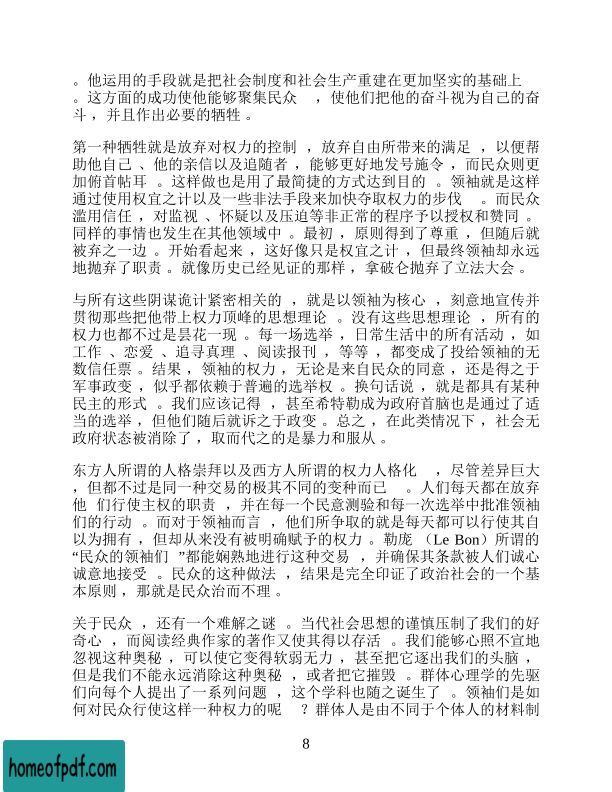 。他运用的手段就是把社会制度和社会生产重建在更加坚实的基础上
。这方面的成功使他能够聚集民众 ，使他们把他的奋斗视为自己的奋
斗 ，并且作出必要的牺牲 。
第一种牺牲就是放弃对权力的控制 ，放弃自由所带来的满足 ，以便帮
助他自己 、他的亲信以及追随者 ，能够更好地发号施令 ，而民众则更
加俯首帖耳 。这样做也是用了最简捷的方式达到目的 。领袖就是这样
通过使用权宜之计以及一些非法手段来加快夺取权力的步伐 。而民众
滥用信任 ，对监视 、怀疑以及压迫等非正常的程序予以授权和赞同 。
同样的事情也发生在其他领域中 。最初 ，原则得到了尊重 ，但随后就
被弃之一边 。开始看起来 ，这好像只是权宜之计 ，但最终领袖却永远
地抛弃了职责 。就像历史已经见证的那样 ，拿破仑抛弃了立法大会 。
与所有这些阴谋诡计紧密相关的 ，就是以领袖为核心 ，刻意地宣传并
贯彻那些把他带上权力顶峰的思想理论 。没有这些思想理论 ，所有的
权力也都不过是昙花一现 。每一场选举 ，日常生活中的所有活动 ，如
工作 、恋爱 、追寻真理 、阅读报刊 ，等等 ，都变成了投给领袖的无
数信任票 。结果 ，领袖的权力 ，无论是来自民众的同意 ，还是得之于
军事政变 ，似乎都依赖于普遍的选举权 。换句话说 ，就是都具有某种
民主的形式 。我们应该记得 ，甚至希特勒成为政府首脑也是通过了适
当的选举 ，但他们随后就诉之于政变 。总之 ，在此类情况下 ，社会无
政府状态被消除了 ，取而代之的是暴力和服从 。
东方人所谓的人格崇拜以及西方人所谓的权力人格化 ，尽管差异巨大
，但都不过是同一种交易的极其不同的变种而已 。人们每天都在放弃
他 们行使主权的职责 ，并在每一个民意测验和每一次选举中批准领袖
们的行动 。而对于领袖而言 ，他们所争取的就是每天都可以行使其自
以为拥有 ，但却从来没有被明确赋予的权力 。勒庞 （Le Bon）所谓的
“民众的领袖们 ”都能娴熟地进行这种交易 ，并确保其条款被人们诚心
诚意地接受 。民众的这种做法 ，结果是完全印证了政治社会的一个基
本原则 ，那就是民众治而不理 。
关于民众 ，还有一个难解之谜 。当代社会思想的谨慎压制了我们的好
奇心 ，而阅读经典作家的著作又使其得以存活 。我们能够心照不宣地
忽视这种奥秘 ，可以使它变得软弱无力 ，甚至把它逐出我们的头脑 ，
但是我们不能永远消除这种奥秘 ，或者把它摧毁 。群体心理学的先驱
们向每个人提出了一系列问题 ，这个学科也随之诞生了 。领袖们是如
何对民众行使这样一种权力的呢 ？群体人是由不同于个体人的材料制
8
homeofpdf.com